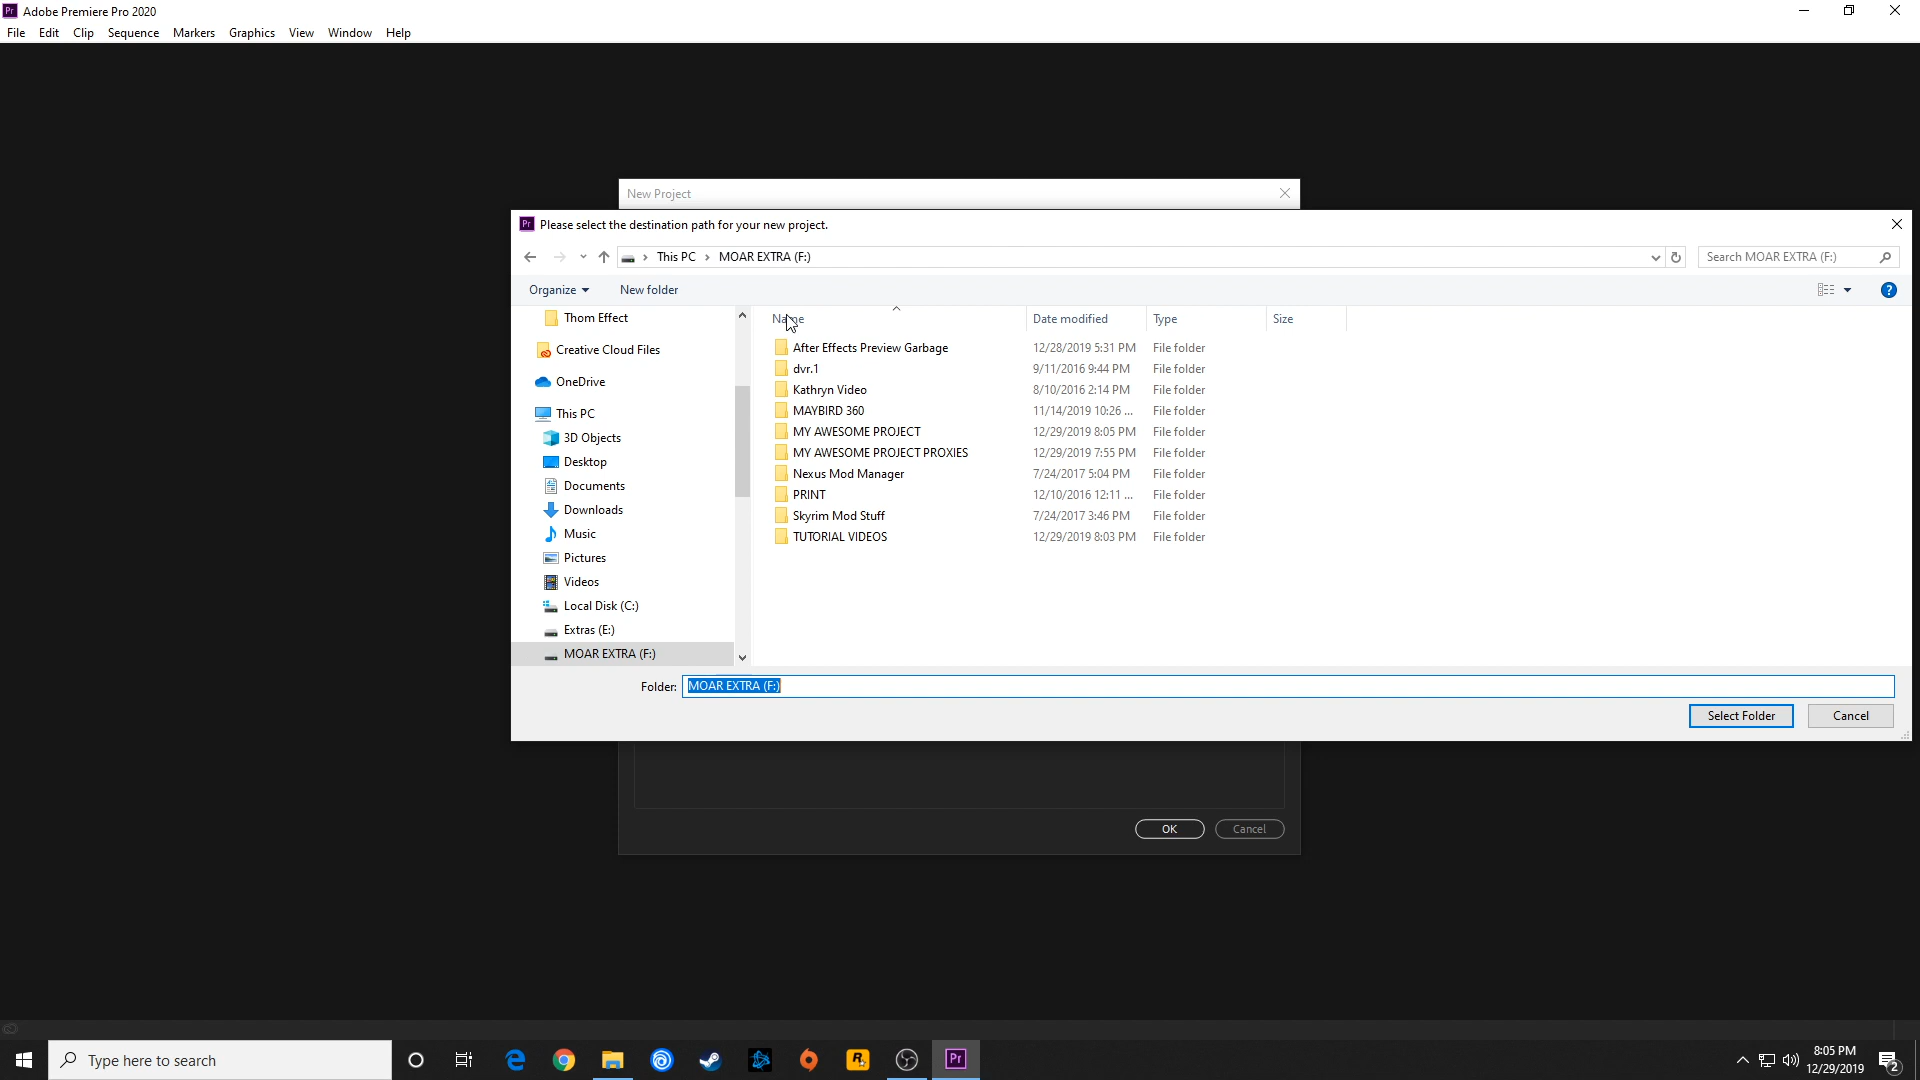 Adobe Premiere Pro 2020
File Edit Clip Sequence Markers Graphics View Window Help
New Project
Please select the destination path for your new project.
This PC > MOAR EXTRA (F:)
Search MOAR EXTRA (F:)
Organize
New folder
Thom Effect
Creative Cloud Files
OneDrive
This PC
3D Objects
Desktop
Documents
Downloads
Music
Pictures
Videos
Local Disk (C:)
Extras (E:)
MOAR EXTRA (F:)
Name Date modified Type Size
After Effects Preview Garbage 12/28/2019 5:31 PM File folder
dvr.1 9/11/2016 9:44 PM File folder
Kathryn Video 8/10/2016 2:14 PM File folder
MAYBIRD 360 11/14/2019 10:26 ... File folder
MY AWESOME PROJECT 12/29/2019 8:05 PM File folder
MY AWESOME PROJECT PROXIES 12/29/2019 7:55 PM File folder
Nexus Mod Manager 7/24/2017 5:04 PM File folder
PRINT 12/10/2016 12:11 ... File folder
Skyrim Mod Stuff 7/24/2017 3:46 PM File folder
TUTORIAL VIDEOS 12/29/2019 8:03 PM File folder
Folder: MOAR EXTRA (F:)
Select Folder Cancel
OK Cancel
Type here to search
8:05 PM
12/29/2019
2